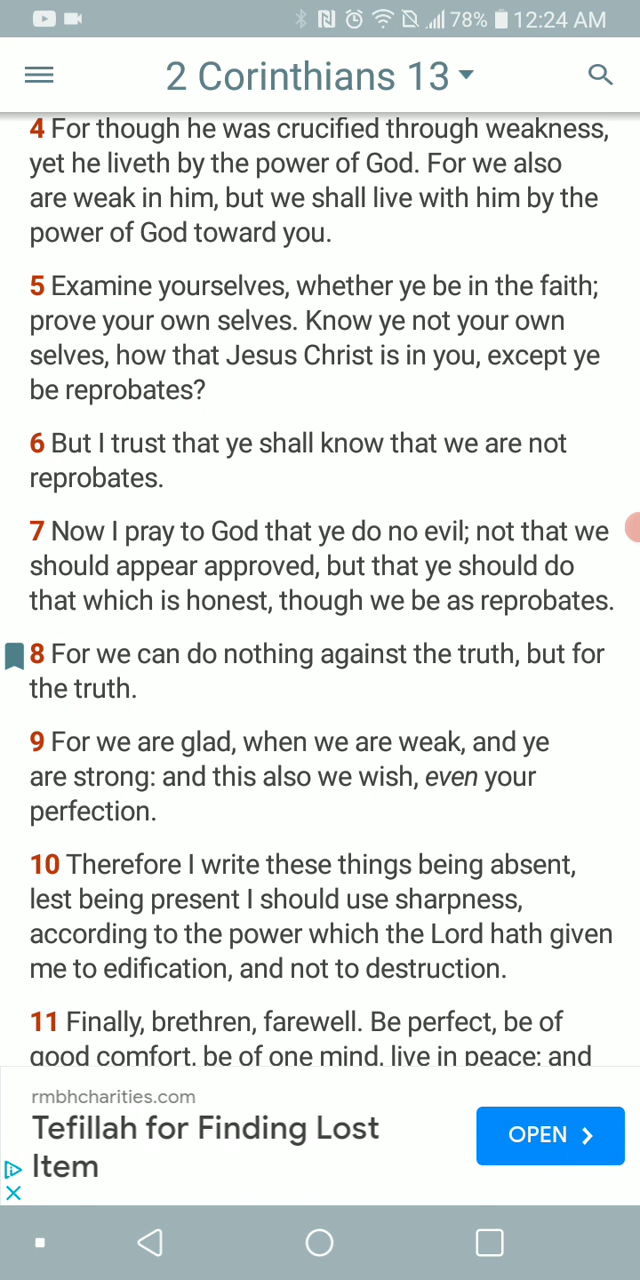 78% 12:24 AM
2 Corinthians 13
4 For though he was crucified through weakness,
yet he liveth by the power of God. For we also
are weak in him, but we shall live with him by the
power of God toward you.
5 Examine yourselves, whether ye be in the faith;
prove your own selves. Know ye not your own
selves, how that Jesus Christ is in you, except ye
be reprobates?
6 But I trust that ye shall know that we are not
reprobates.
7 Now I pray to God that ye do no evil; not that we
should appear approved, but that ye should do
that which is honest, though we be as reprobates.
8 For we can do nothing against the truth, but for
the truth.
9 For we are glad, when we are weak, and ye
are strong: and this also we wish, even your
perfection.
10 Therefore I write these things being absent,
lest being present I should use sharpness,
according to the power which the Lord hath given
me to edification, and not to destruction.
11 Finally, brethren, farewell. Be perfect, be of
good comfort, be of one mind, live in peace; and
rmbhcharities.com
Tefillah for Finding Lost
Item
OPEN